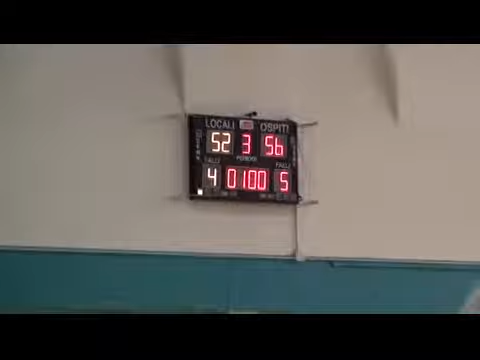 LOCALI OSPITI
52 3 56
PERIODO
FALLI FALLI
4 01:00 5